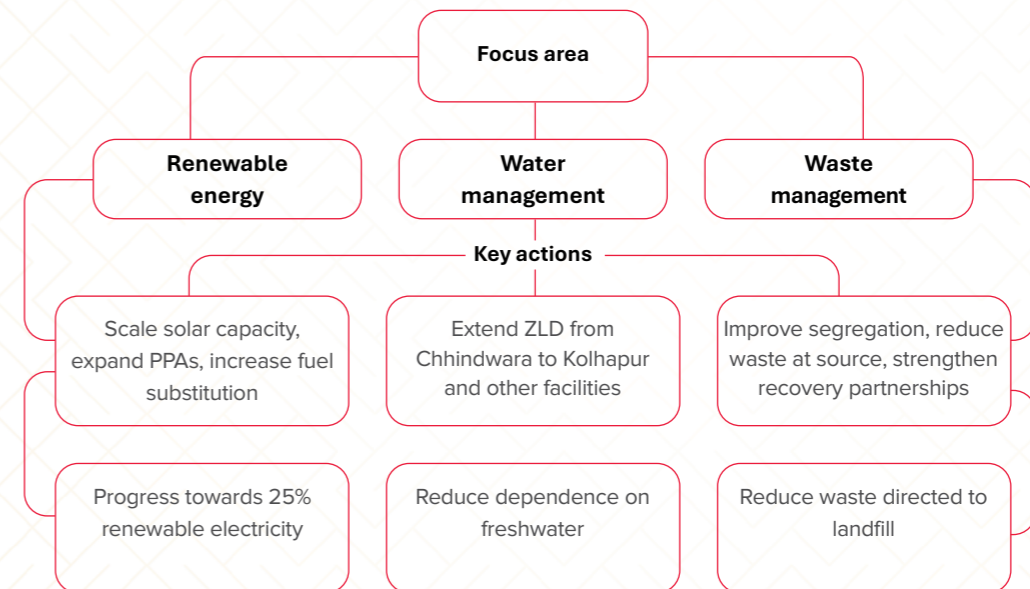 Focus area
Renewable
energy
Water
management
Waste
management
Key actions
Scale solar capacity,
expand PPAs, increase fuel
substitution
Extend ZLD from
Chhindwara to Kolhapur
and other facilities
Improve segregation, reduce
waste at source, strengthen
recovery partnerships
Progress towards 25%
renewable electricity
Reduce dependence on
freshwater
Reduce waste directed to
landfill